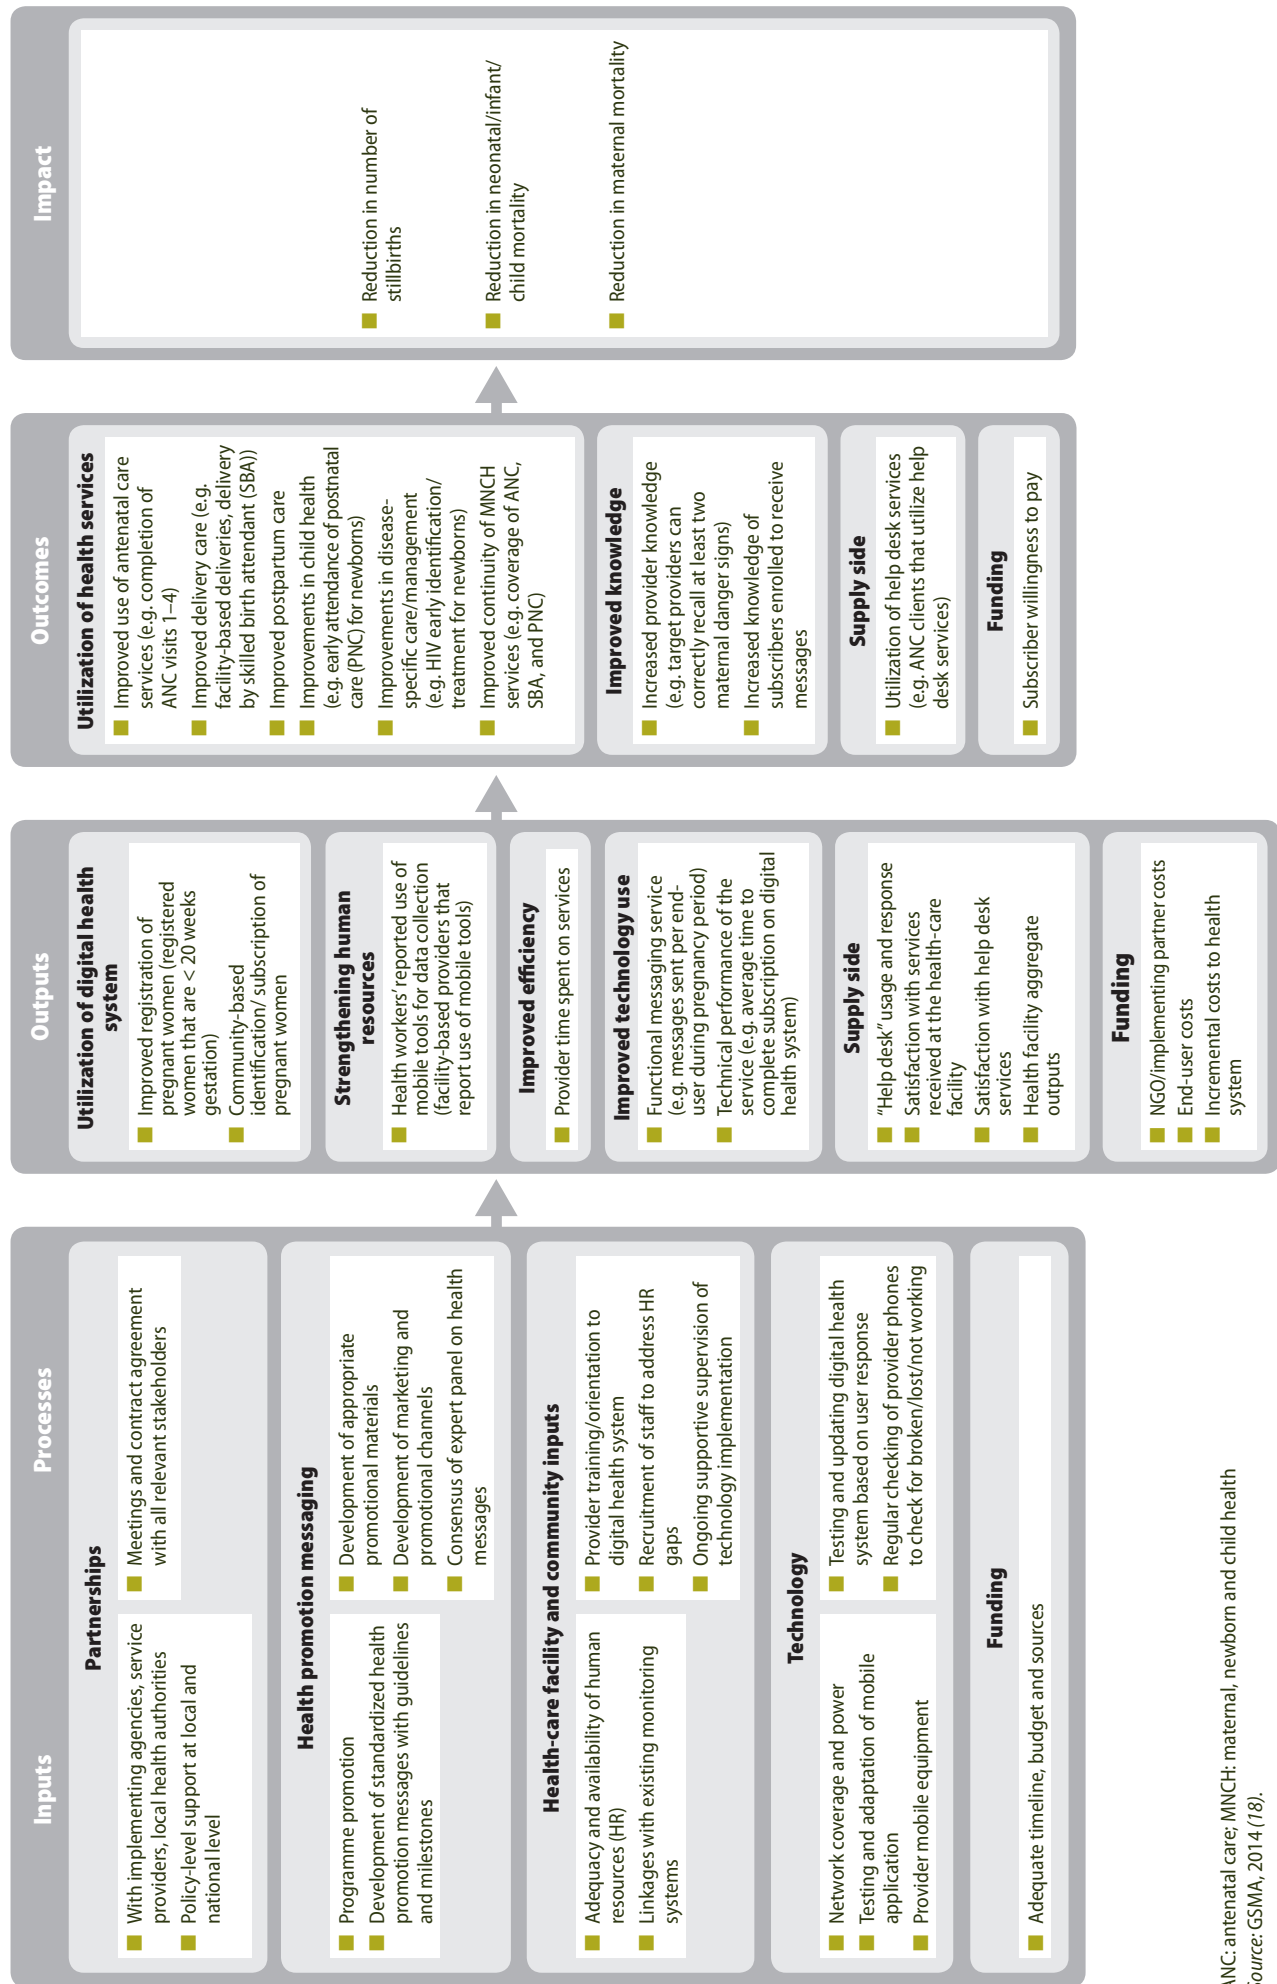 Inputs
Processes
Partnerships
With implementing agencies, service
providers, local health authorities
Policy-level support at local and
national level
Meetings and contract agreement
with all relevant stakeholders
Health promotion messaging
Programme promotion
Development of standardized health
promotion messages with guidelines
and milestones
Development of appropriate
promotional materials
Development of marketing and
promotional channels
Consensus of expert panel on health
messages
Health-care facility and community inputs
Adequacy and availability of human
resources (HR)
Linkages with existing monitoring
systems
Provider training/orientation to
digital health system
Recruitment of staff to address HR
gaps
Ongoing supportive supervision of
technology implementation
Technology
Network coverage and power
Testing and adaptation of mobile
application
Provider mobile equipment
Testing and updating digital health
system based on user response
Regular checking of provider phones
to check for broken/lost/not working
Funding
Adequate timeline, budget and sources
Outputs
Utilization of digital health
system
Improved registration of
pregnant women (registered
women that are < 20 weeks
gestation)
Community-based
identification/ subscription of
pregnant women
Strengthening human
resources
Health workers' reported use of
mobile tools for data collection
(facility-based providers that
report use of mobile tools)
Improved efficiency
Provider time spent on services
Improved technology use
Functional messaging service
(e.g. messages sent per end-
user during pregnancy period)
Technical performance of the
service (e.g. average time to
complete subscription on digital
health system)
Supply side
“Help desk” usage and response
Satisfaction with services
received at the health-care
facility
Satisfaction with help desk
services
Health facility aggregate
outputs
Funding
NGO/implementing partner costs
End-user costs
Incremental costs to health
system
Outcomes
Utilization of health services
Improved use of antenatal care
services (e.g. completion of
ANC visits 1–4)
Improved delivery care (e.g.
facility-based deliveries, delivery
by skilled birth attendant (SBA))
Improved postpartum care
Improvements in child health
(e.g. early attendance of postnatal
care (PNC) for newborns)
Improvements in disease-
specific care/management
(e.g. HIV early identification/
treatment for newborns)
Improved continuity of MNCH
services (e.g. coverage of ANC,
SBA, and PNC)
Improved knowledge
Increased provider knowledge
(e.g. target providers can
correctly recall at least two
maternal danger signs)
Increased knowledge of
subscribers enrolled to receive
messages
Supply side
Utilization of help desk services
(e.g. ANC clients that utilize help
desk services)
Funding
Subscriber willingness to pay
Impact
Reduction in number of
stillbirths
Reduction in neonatal/infant/
child mortality
Reduction in maternal mortality
ANC: antenatal care; MNCH: maternal, newborn and child health
Source: GSMA, 2014 (18).